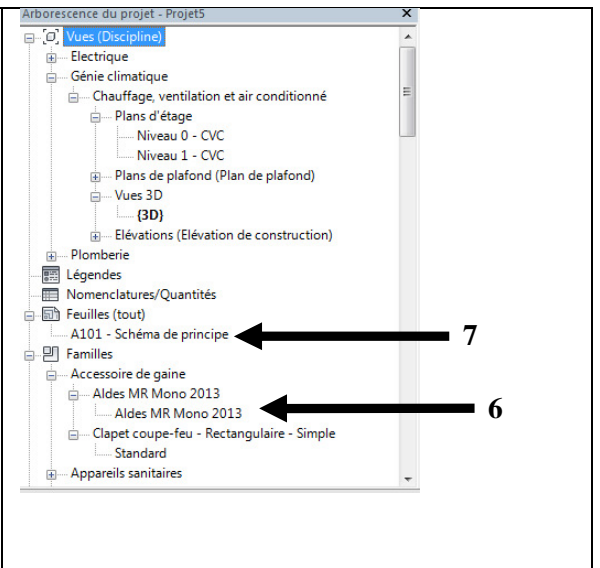 Arborescence du projet - Projet5
Vues (Discipline)
Electrique
Génie climatique
Chauffage, ventilation et air conditionné
Plans d'étage
Niveau 0 - CVC
Niveau 1 - CVC
Plans de plafond (Plan de plafond)
Vues 3D
{3D}
Elévations (Elévation de construction)
Plomberie
Légendes
Nomenclatures/Quantités
Feuilles (tout)
A101 - Schéma de principe 7
Familles
Accessoire de gaine
Aldes MR Mono 2013
Aldes MR Mono 2013 6
Clapet coupe-feu - Rectangulaire - Simple
Standard
Appareils sanitaires